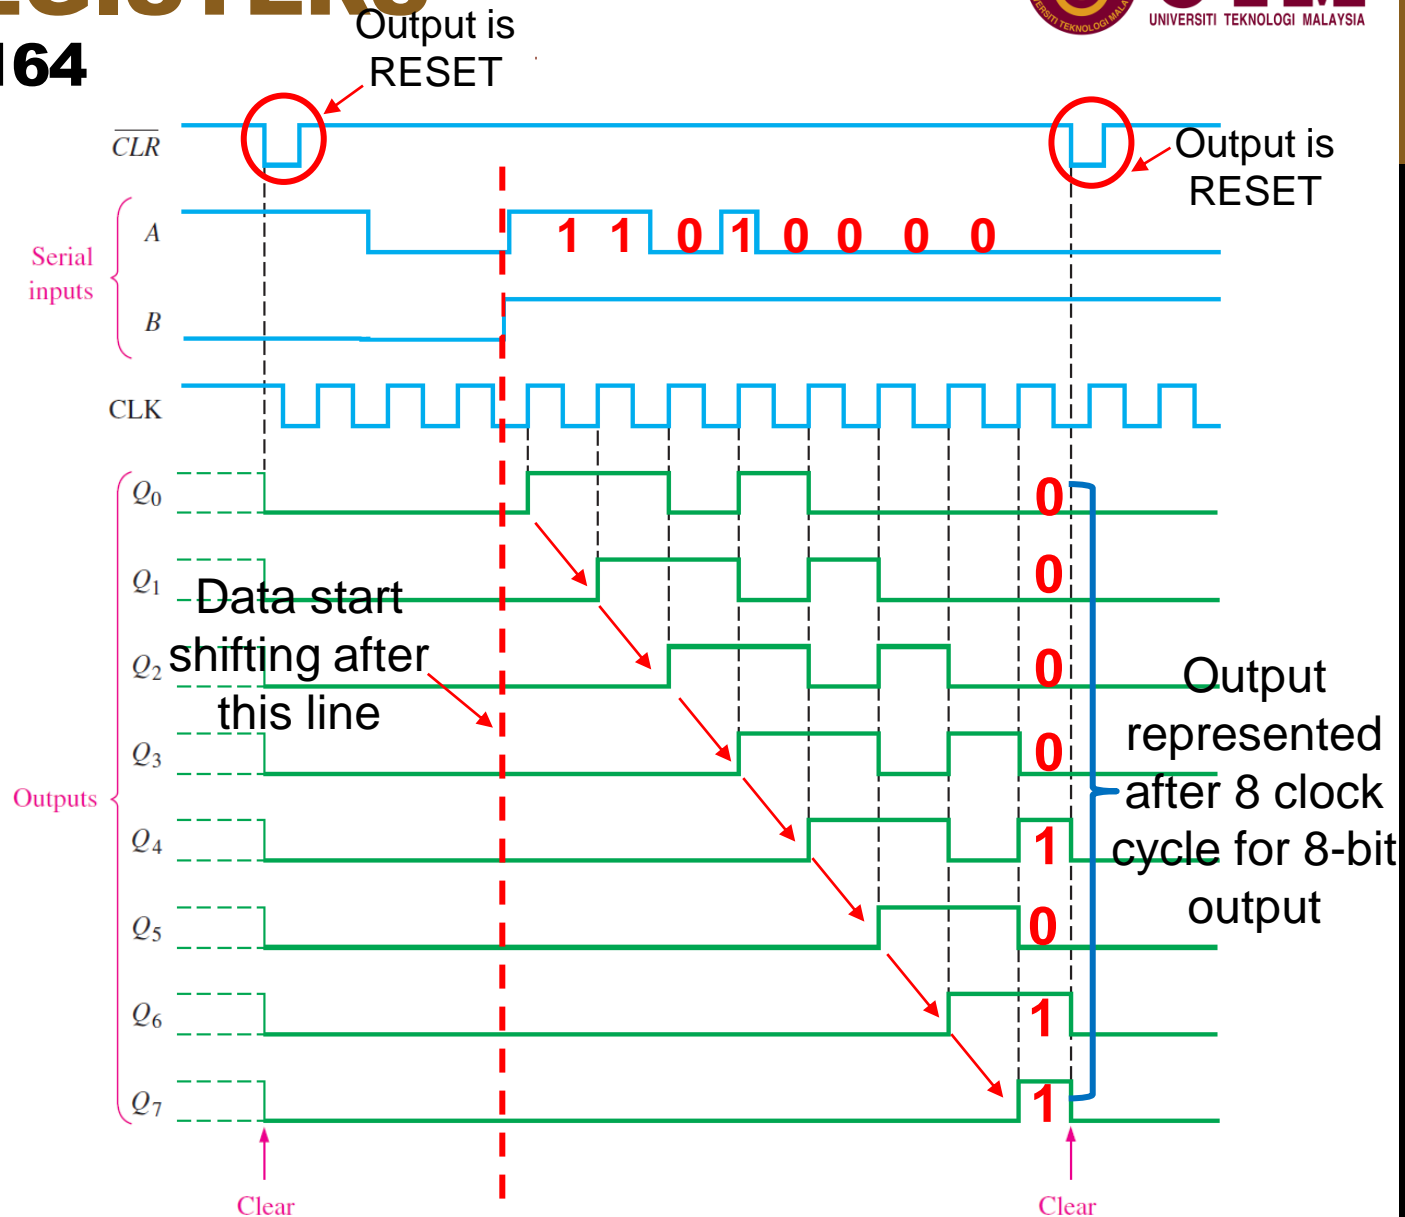 164
UNIVERSITI TEKNOLOGI MALAYSIA
Output is
RESET
CLR
Output is
RESET
Serial
inputs
A
1 1 0 1 0 0 0 0
B
CLK
Outputs
Q0
0
Q1
0
Data start
shifting after
this line
Q2
0
Output
represented
after 8 clock
cycle for 8-bit
output
Q3
0
Q4
1
Q5
0
Q6
1
Q7
1
Clear
Clear